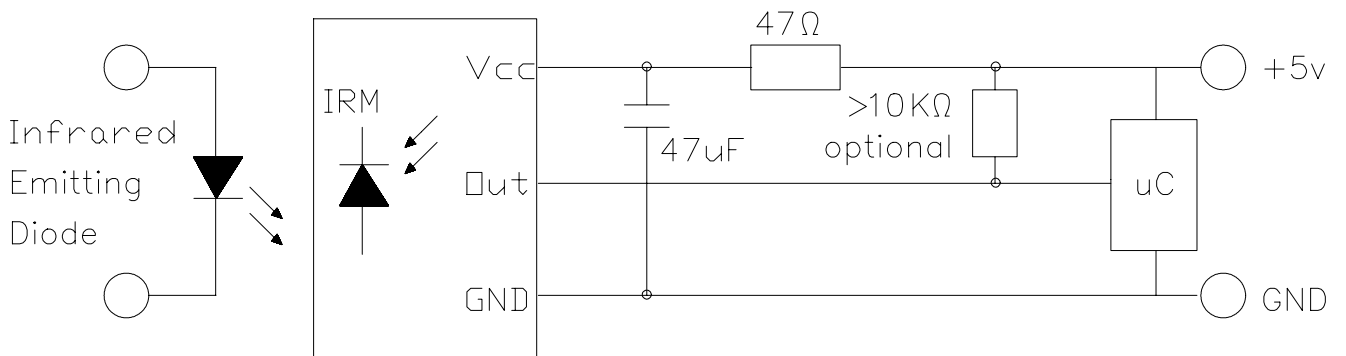 Infrared
Emitting
Diode
IRM
Vcc
Out
GND
47uF
47Ω
>10KΩ
optional
uC
+5v
GND